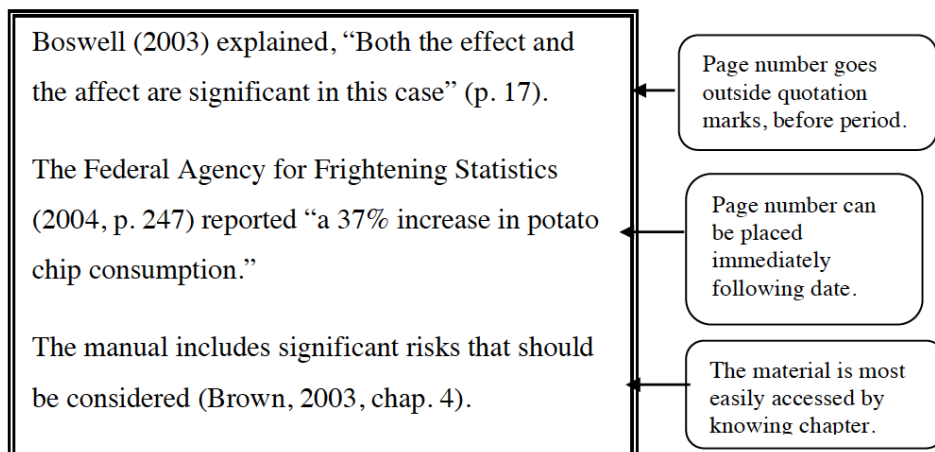 Boswell (2003) explained, “Both the effect and
the affect are significant in this case” (p. 17).
Page number goes
outside quotation
marks, before period.
The Federal Agency for Frightening Statistics
(2004, p. 247) reported “a 37% increase in potato
chip consumption.”
Page number can
be placed
immediately
following date.
The manual includes significant risks that should
be considered (Brown, 2003, chap. 4).
The material is most
easily accessed by
knowing chapter.